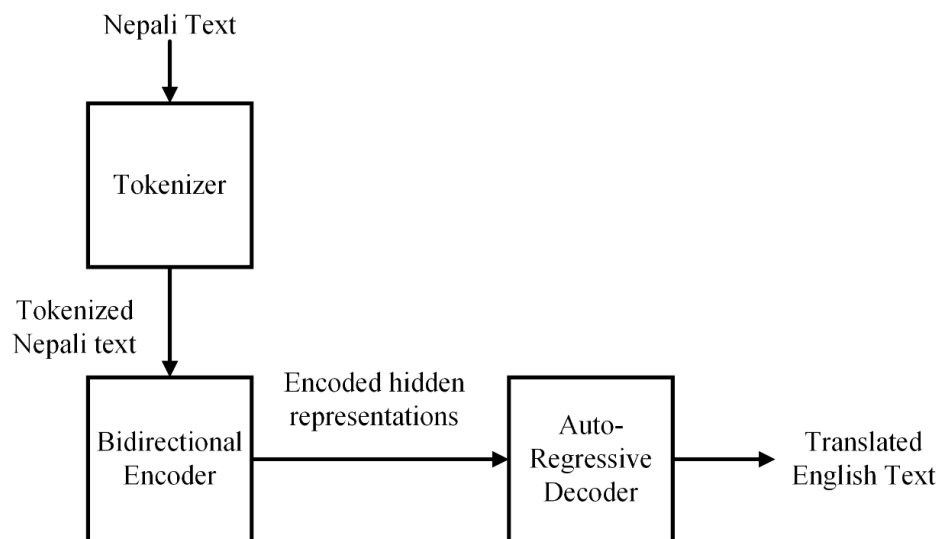 Nepali Text
Tokenizer
Tokenized
Nepali text
Bidirectional
Encoder
Encoded hidden
representations
Auto-
Regressive
Decoder
Translated
English Text